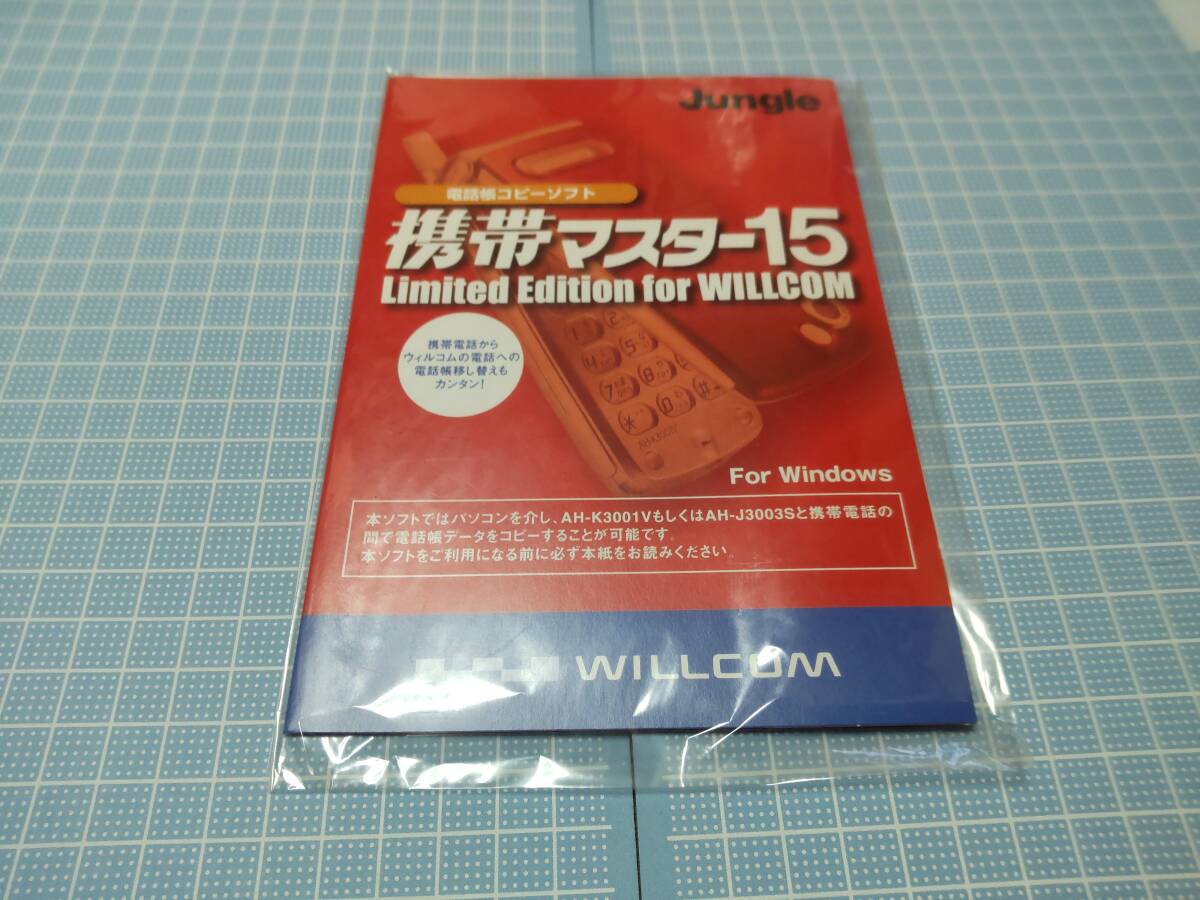 Jungle
電話帳コピーソフト
携帯マスター15
Limited Edition for WILLCOM
携帯電話から
ウィルコムの電話への
電話帳移し替えも
カンタン!
AH-K3001V
For Windows
本ソフトではパソコンを介し、AH-K3001VもしくはAH-J3003Sと携帯電話の
間で電話帳データをコピーすることが可能です。
本ソフトをご利用になる前に必ず本紙をお読みください。
WILLCOM